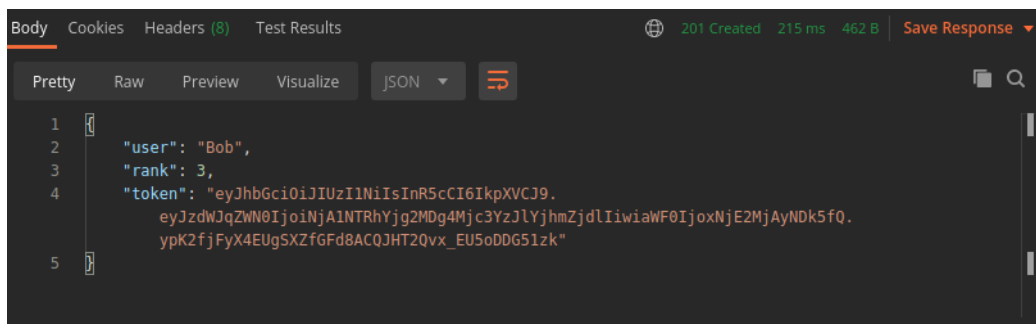 Body Cookies Headers (8) Test Results 201 Created 215 ms 462 B Save Response
Pretty Raw Preview Visualize JSON
1 {
2 "user": "Bob",
3 "rank": 3,
4 "token": "eyJhbGciOiJIUzI1NiIsInR5cCI6IkpXVCJ9.
eyJzdWJqZWN0IjoiNjA1NTRhYjg2MDg4Mjc3YzJlYjhmZjdlIiwiaWF0IjoxNjE2MjAyNDk5fQ.
ypK2fjFyX4EUgSXZfGFd8ACQJHT2Qvx_EU5oDDG51zk"
5 }